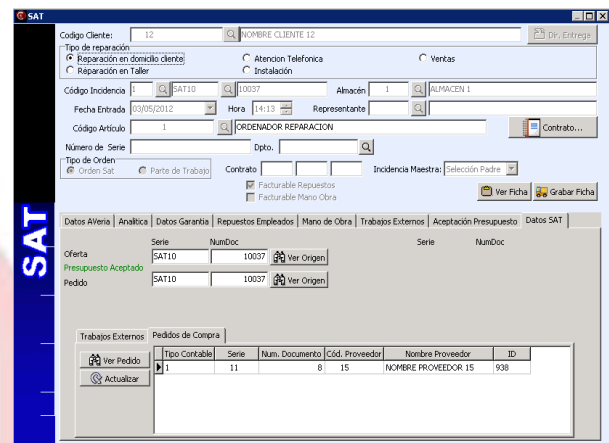 SAT
Codigo Cliente: 12 NOMBRE CLIENTE 12 Dir. Entrega
Tipo de reparación
Reparación en domicilio cliente Atencion Telefonica Ventas
Réparación en Taller Instalación
Código Incidencia 1 SAT10 10037 Almacén 1 ALMACEN 1
Fecha Entrada 03/05/2012 Hora 14:13 Representante
Código Artículo 1 ORDENADOR REPARACION Contrato...
Número de Serie Dpto.
Tipo de Orden
Orden Sat Parte de Trabajo Contrato Incidencia Maestra: Selección Padre
Facturable Repuestos
Facturable Mano Obra
Ver Ficha Grabar Ficha
SAT
Datos AVeria Analitica Datos Garantia Repuestos Empleados Mano de Obra Trabajos Externos Aceptación Presupuesto Datos SAT
Serie NumDoc Serie NumDoc
Oferta SAT10 10037 Ver Origen
Presupuesto Aceptado
Pedido SAT10 10037 Ver Origen
Trabajos Externos Pedidos de Compra
Ver Pedido
Actualizar
Tipo Contable Serie Num. Documento Cód. Proveedor Nombre Proveedor ID
1 11 8 15 NOMBRE PROVEEDOR 15 938